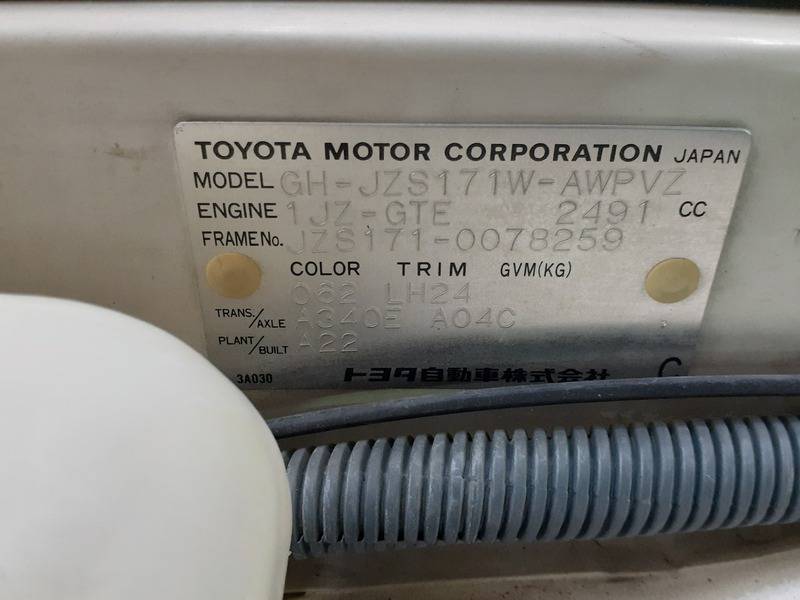 TOYOTA MOTOR CORPORATION JAPAN
MODEL GH-JZS171W-AWPVZ
ENGINE 1JZ-GTE 2491 CC
FRAME No. JZS171-0078259
COLOR TRIM GVM(KG)
062 LH24
TRANS./AXLE A340E A04C
PLANT/BUILT A22
3A030 トヨタ自動車株式会社 C